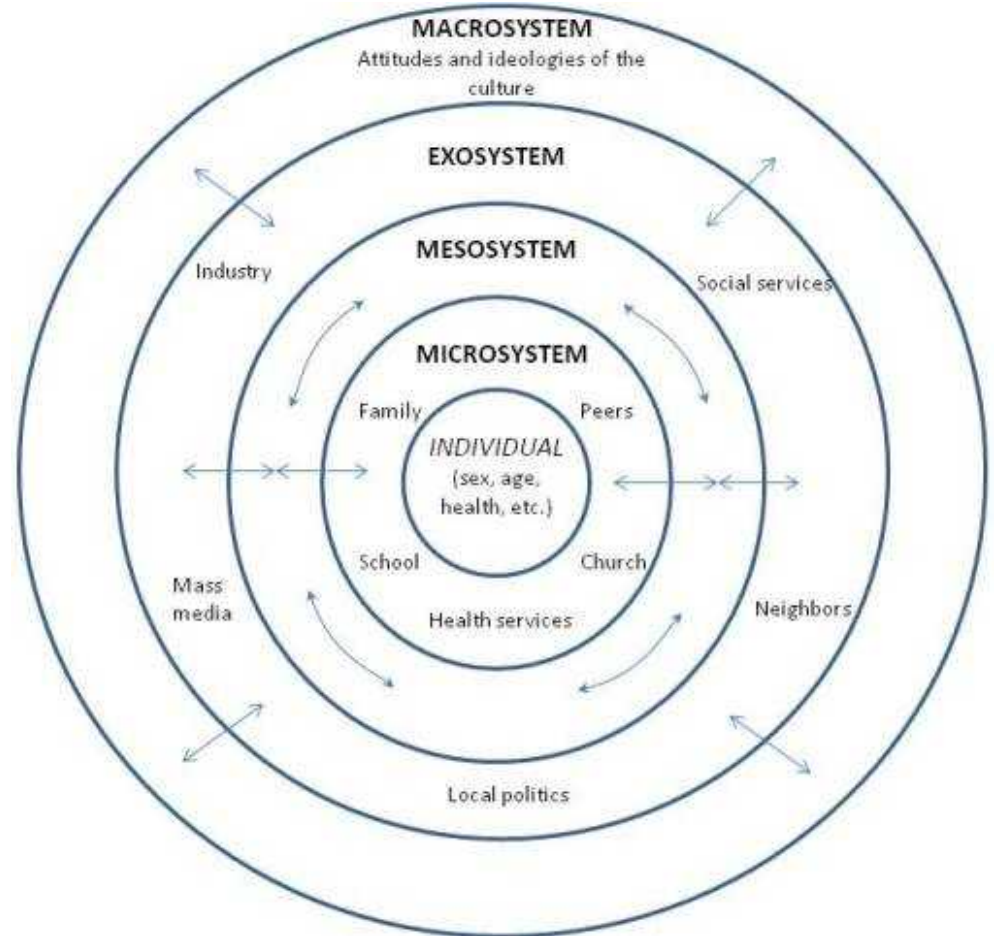 MACROSYSTEM
Attitudes and ideologies of the
culture
EXOSYSTEM
MESOSYSTEM
Industry
Social services
MICROSYSTEM
Family
Peers
INDIVIDUAL
(sex, age,
health, etc.)
School
Church
Mass
media
Neighbors
Health services
Local politics